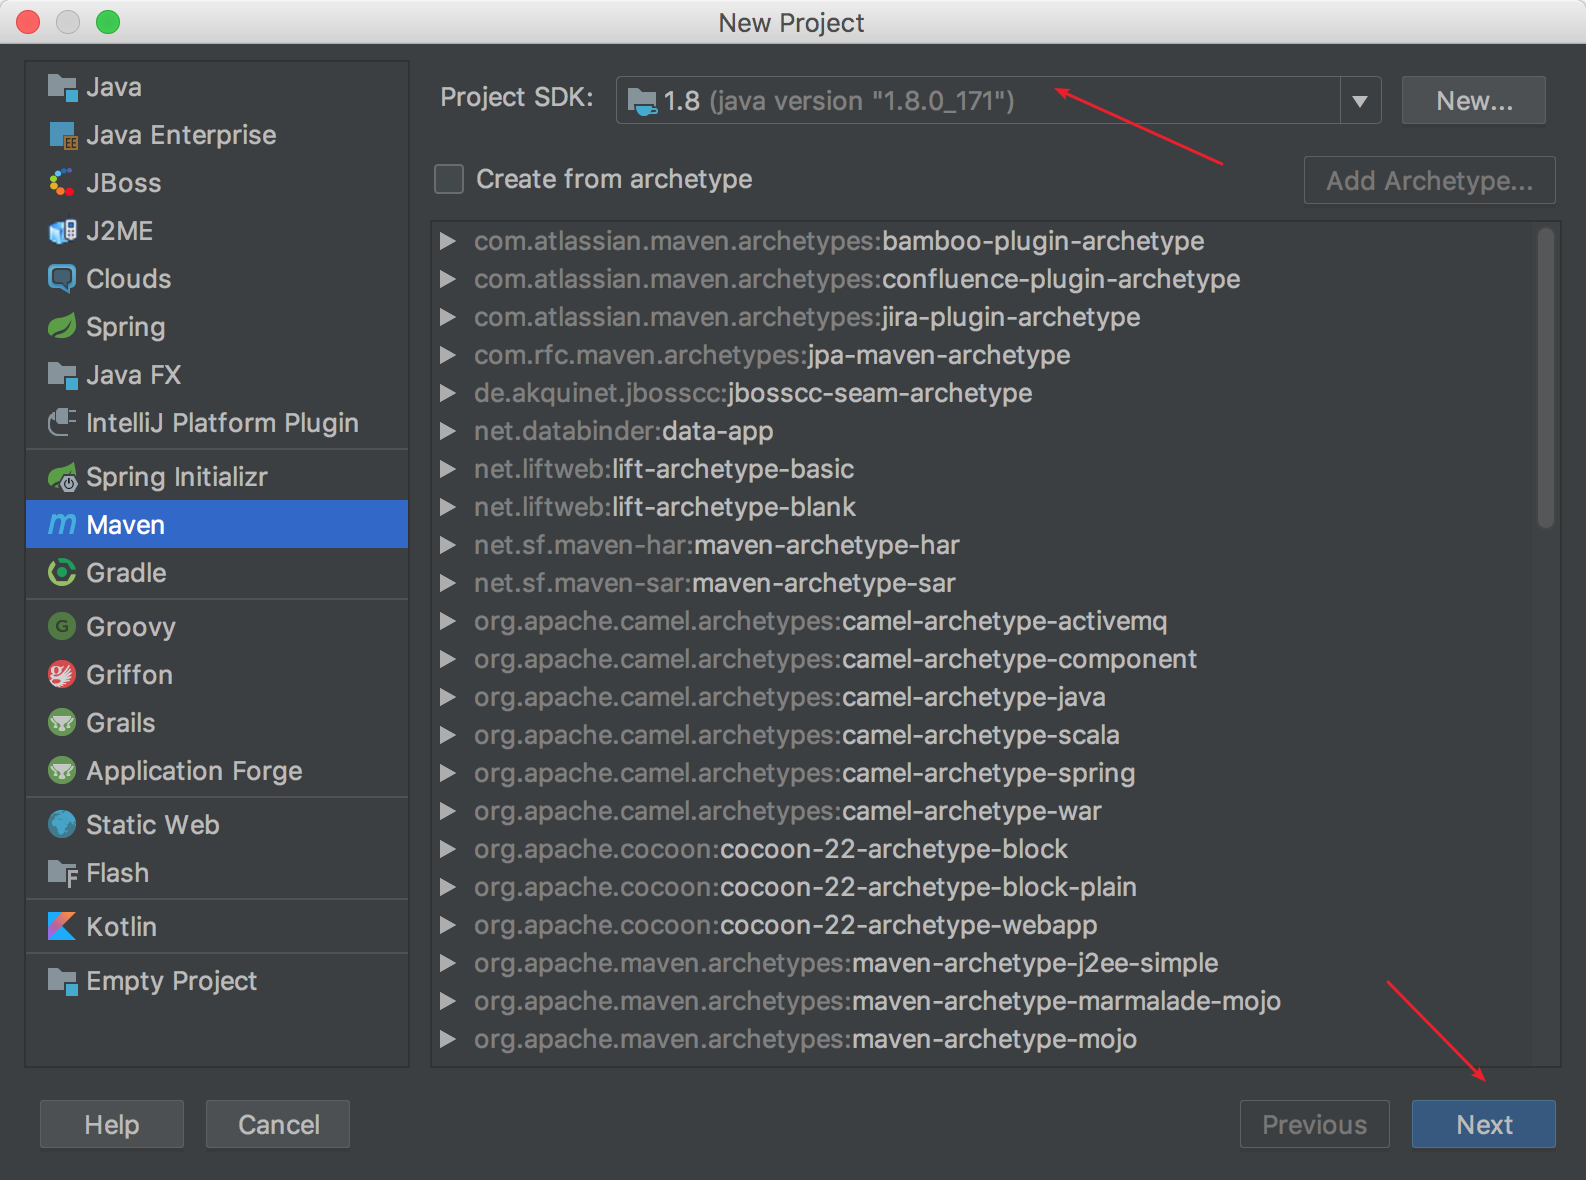 New Project
Java
Java Enterprise
JBoss
J2ME
Clouds
Spring
Java FX
IntelliJ Platform Plugin
Spring Initializr
Maven
Gradle
Groovy
Griffon
Grails
Application Forge
Static Web
Flash
Kotlin
Empty Project
Project SDK: 1.8 (java version "1.8.0_171") New...
Create from archetype Add Archetype...
com.atlassian.maven.archetypes:bamboo-plugin-archetype
com.atlassian.maven.archetypes:confluence-plugin-archetype
com.atlassian.maven.archetypes:jira-plugin-archetype
com.rfc.maven.archetypes:jpa-maven-archetype
de.akquinet.jbosscc:jbosscc-seam-archetype
net.databinder:data-app
net.liftweb:lift-archetype-basic
net.liftweb:lift-archetype-blank
net.sf.maven-har:maven-archetype-har
net.sf.maven-sar:maven-archetype-sar
org.apache.camel.archetypes:camel-archetype-activemq
org.apache.camel.archetypes:camel-archetype-component
org.apache.camel.archetypes:camel-archetype-java
org.apache.camel.archetypes:camel-archetype-scala
org.apache.camel.archetypes:camel-archetype-spring
org.apache.camel.archetypes:camel-archetype-war
org.apache.cocoon:cocoon-22-archetype-block
org.apache.cocoon:cocoon-22-archetype-block-plain
org.apache.cocoon:cocoon-22-archetype-webapp
org.apache.maven.archetypes:maven-archetype-j2ee-simple
org.apache.maven.archetypes:maven-archetype-marmalade-mojo
org.apache.maven.archetypes:maven-archetype-mojo
Help Cancel Previous Next